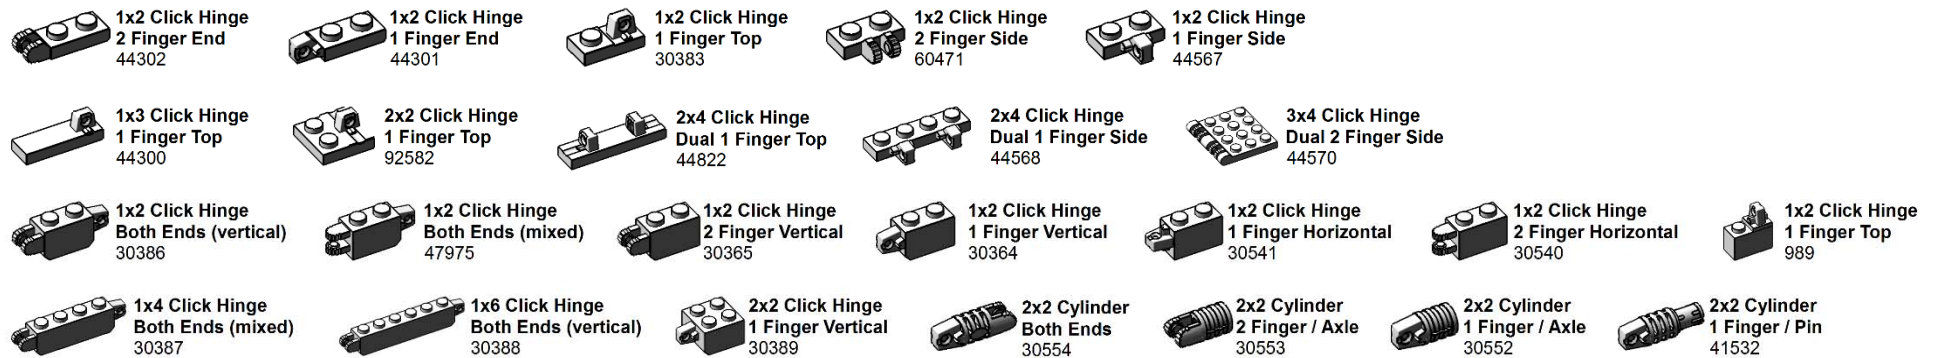 1x2 Click Hinge
2 Finger End
44302
1x2 Click Hinge
1 Finger End
44301
1x2 Click Hinge
1 Finger Top
30383
1x2 Click Hinge
2 Finger Side
60471
1x2 Click Hinge
1 Finger Side
44567
1x3 Click Hinge
1 Finger Top
44300
2x2 Click Hinge
1 Finger Top
92582
2x4 Click Hinge
Dual 1 Finger Top
44822
2x4 Click Hinge
Dual 1 Finger Side
44568
3x4 Click Hinge
Dual 2 Finger Side
44570
1x2 Click Hinge
Both Ends (vertical)
30386
1x2 Click Hinge
Both Ends (mixed)
47975
1x2 Click Hinge
2 Finger Vertical
30365
1x2 Click Hinge
1 Finger Vertical
30364
1x2 Click Hinge
1 Finger Horizontal
30541
1x2 Click Hinge
2 Finger Horizontal
30540
1x2 Click Hinge
1 Finger Top
989
1x4 Click Hinge
Both Ends (mixed)
30387
1x6 Click Hinge
Both Ends (vertical)
30388
2x2 Click Hinge
1 Finger Vertical
30389
2x2 Cylinder
Both Ends
30554
2x2 Cylinder
2 Finger / Axle
30553
2x2 Cylinder
1 Finger / Axle
30552
2x2 Cylinder
1 Finger / Pin
41532